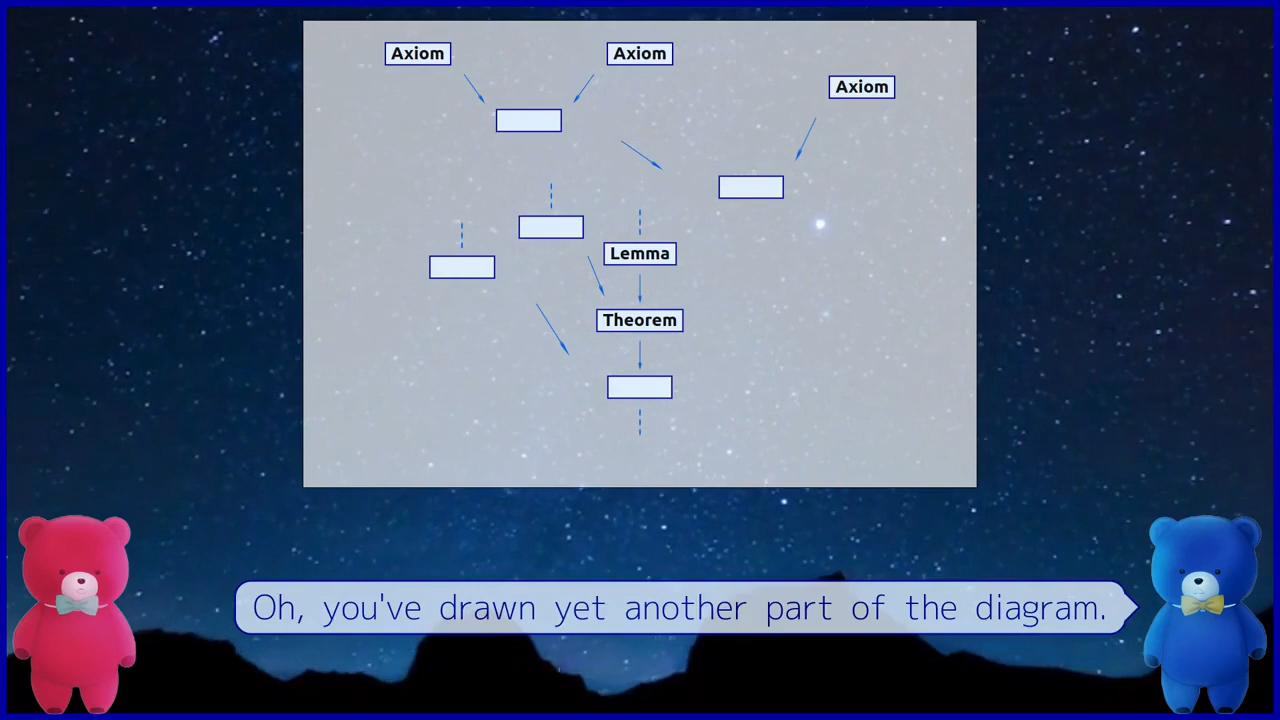 Axiom
Axiom
Axiom
Lemma
Theorem
Oh, you've drawn yet another part of the diagram.